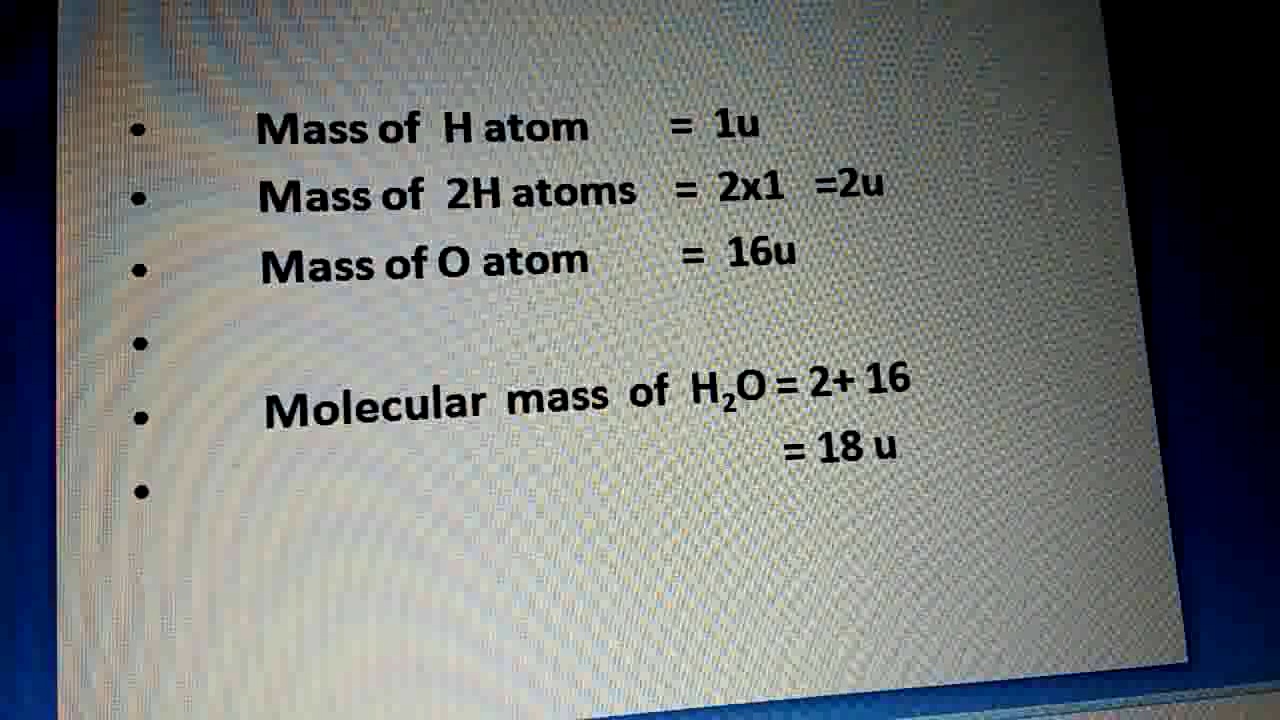 • Mass of H atom = 1u
• Mass of 2H atoms = 2x1 =2u
• Mass of O atom = 16u
•
• Molecular mass of H₂O = 2+ 16
• = 18 u